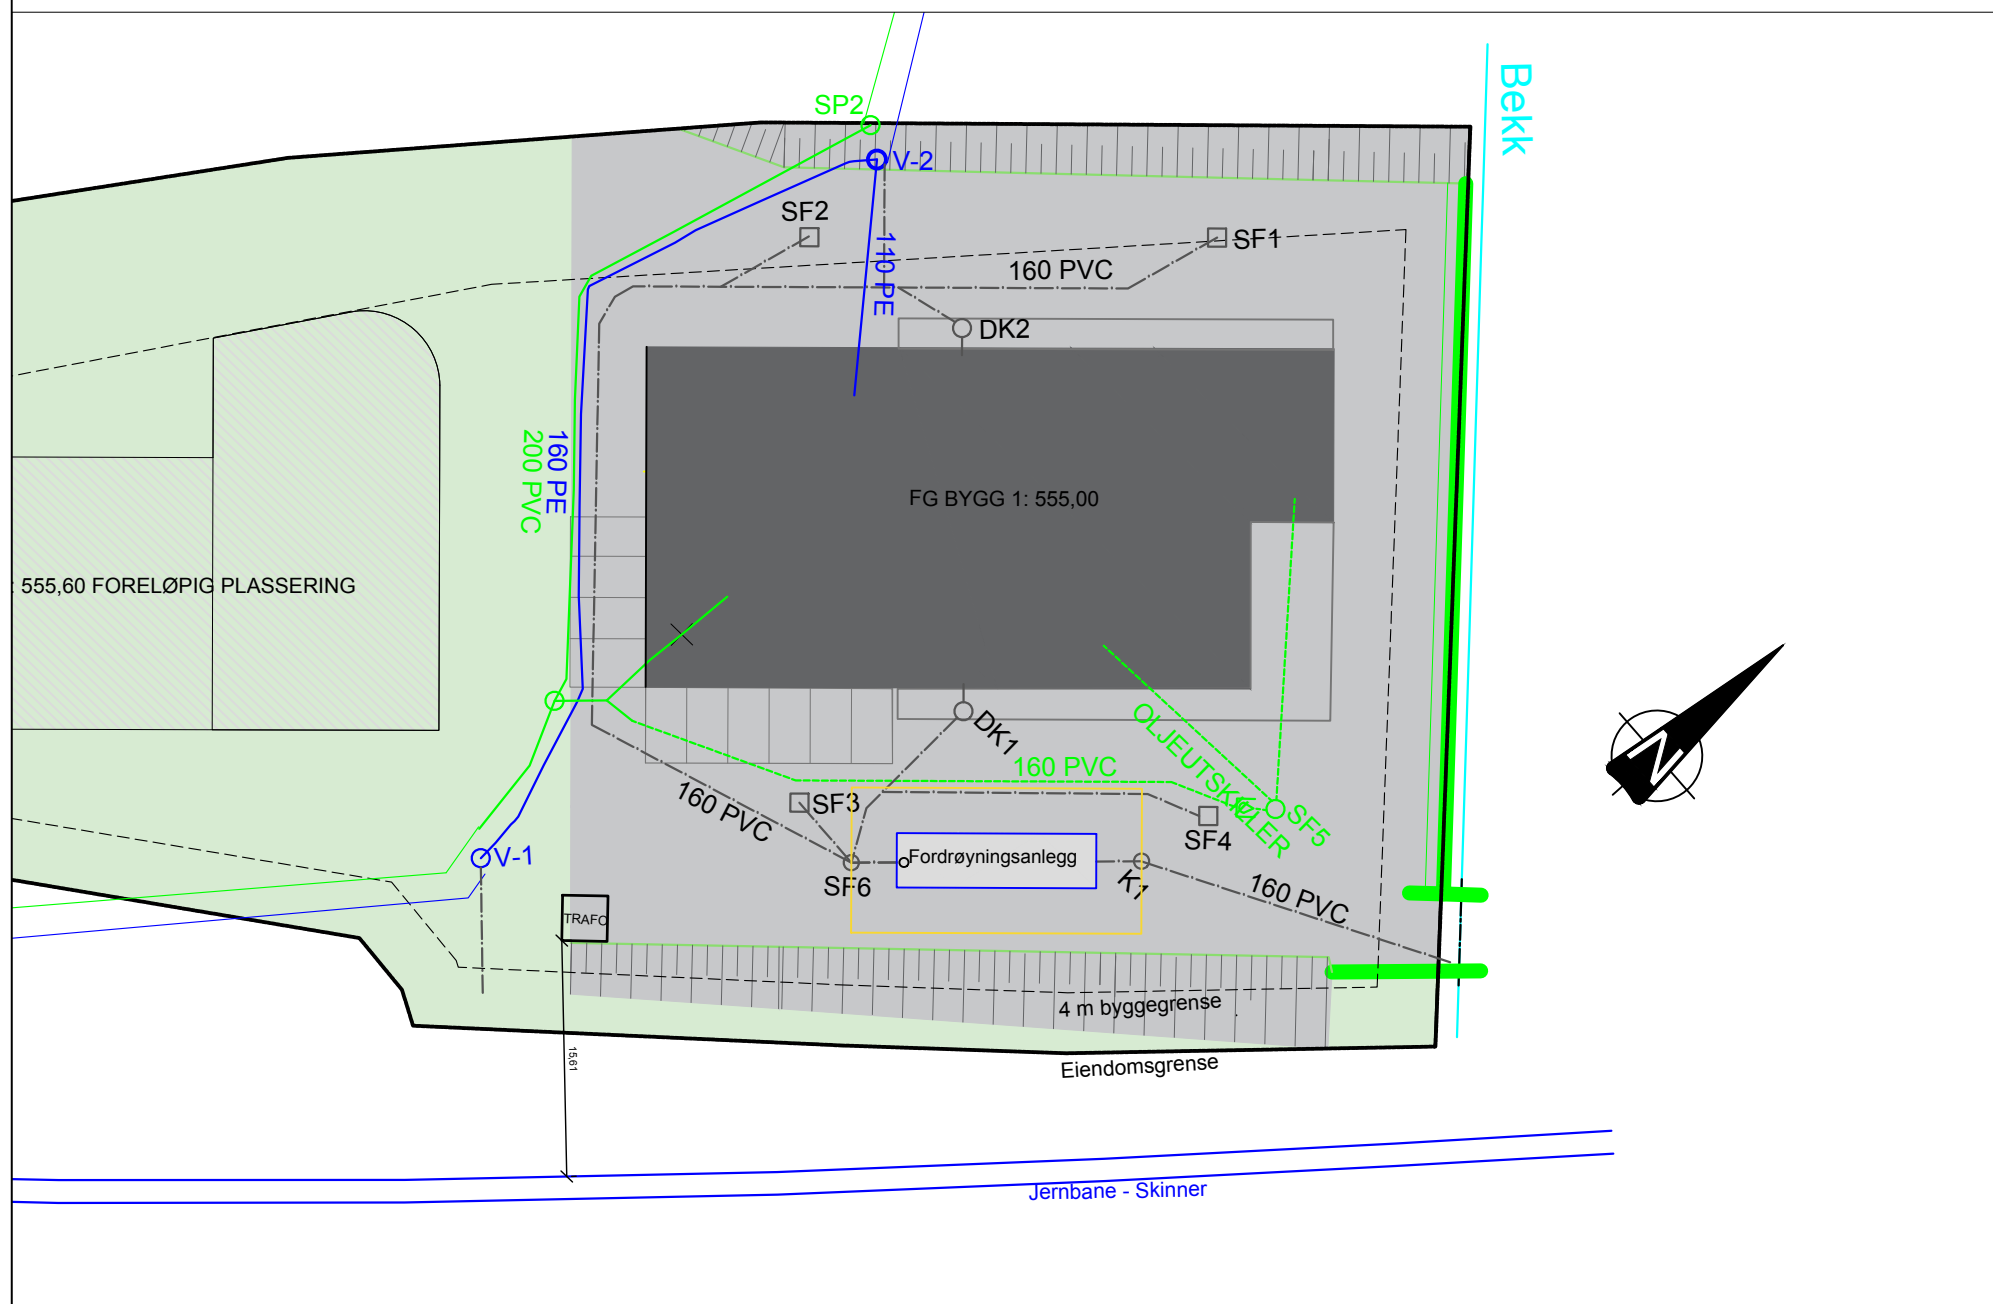 Bekk
SP2
V-2
SF2
SF1
110 PE
160 PVC
DK2
160 PE
200 PVC
FG BYGG 1: 555,00
: 555,60 FORELØPIG PLASSERING
DK1
OLJEUTSKILLER
160 PVC
160 PVC
SF3
SF4
SF5
V-1
Fordrøyningsanlegg
SF6
K1
160 PVC
TRAFO
N
4 m byggegrense
15,61
Eiendomsgrense
Jernbane - Skinner